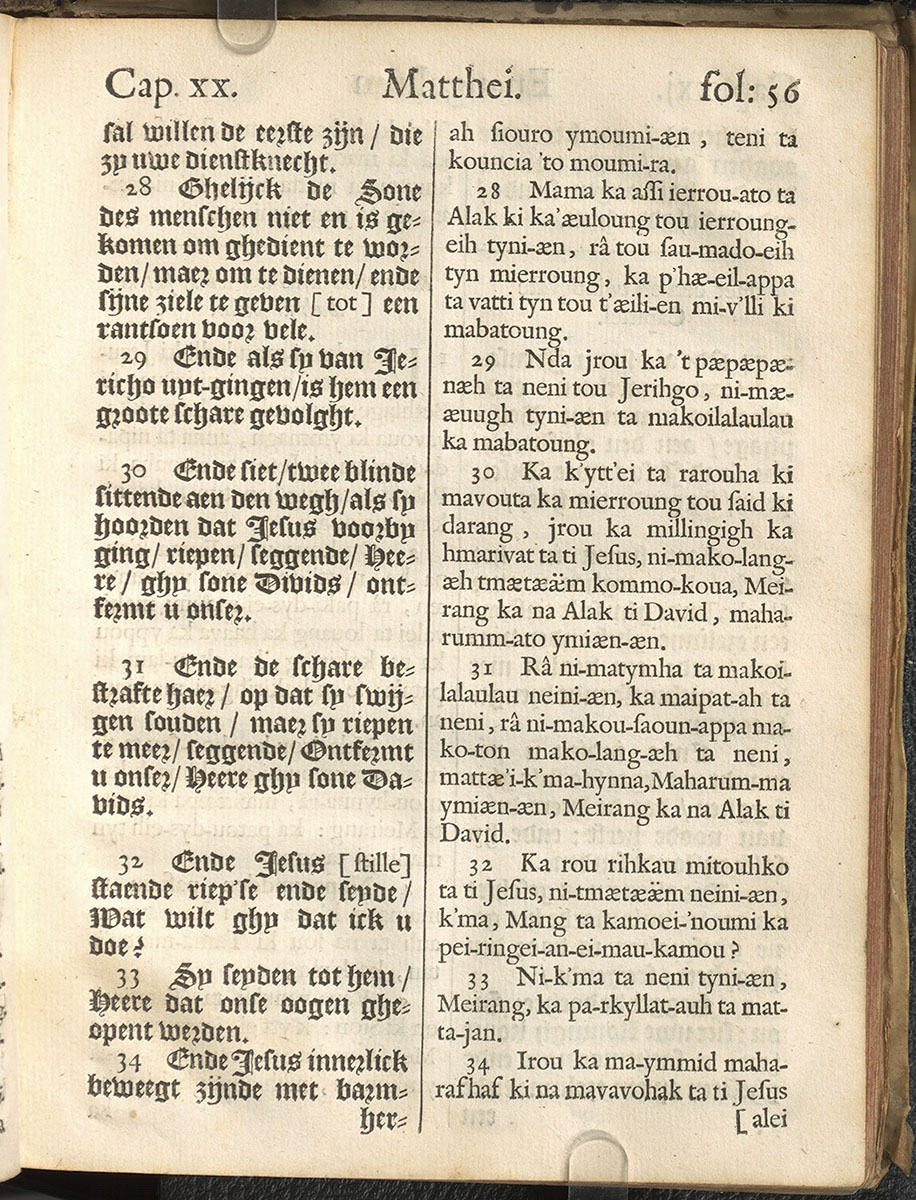 Cap. xx. Matthei. fol: 56
sal willen de eerste zijn / die
zy uwe dienstknecht.
28 Ghelijck de Sone
des menschen niet en is ge-
komen om ghedient te wor-
den / maer om te dienen / ende
sijne ziele te geven [tot] een
rantsoen voor vele.
29 Ende als sy van Je-
richo uyt-gingen / is hem een
groote schare gevolght.
30 Ende siet / twee blinde
sittende aen den wegh / als sy
hoorden dat Jesus voorby
ging / riepen / seggende / Hee-
re / ghy sone Divids / ont-
fermt u onser.
31 Ende de schare be-
strafte haer / op dat sy swij-
gen souden / maer sy riepen
te meer / seggende / Ontfermt
u onser / Heere ghy sone Da-
vids.
32 Ende Jesus [stille]
staende riep'se ende seyde /
Wat wilt ghy dat ick u
doe?
33 Sy seyden tot hem /
Heere dat onse oogen ghe-
opent werden.
34 Ende Jesus innerlick
beweegt zijnde met barm-
her-
ah ſiouro ymoumi-æn, teni ta
kouncia 'to moumi-ra.
28 Mama ka aſſi ierrou-ato ta
Alak ki ka'æuloung tou ierroung-
eih tyni-æn, râ tou ſau-mado-eih
tyn mierroung, ka p'hæ-eil-appa
ta vatti tyn tou t'æili-en mi-v'lli ki
mabatoung.
29 Nda jrou ka 't pæpæpæ-
næh ta neni tou Jerihgo, ni-mæ-
æuugh tyni-æn ta makoilalaulau
ka mabatoung.
30 Ka k'ytt'ei ta rarouha ki
mavouta ka mierroung tou ſaid ki
darang, jrou ka millingigh ka
hmarivat ta ti Jeſus, ni-mako-lang-
æh tmætææ̈m kommo-koua, Mei-
rang ka na Alak ti David, maha-
rumm-ato ymiæn-æn.
31 Râ ni-matymha ta makoi-
lalaulau neini-æn, ka maipat-ah ta
neni, râ ni-makou-ſaoun-appa ma-
ko-ton mako-lang-æh ta neni,
mattæ'i-k'ma-hynna, Maharum-ma
ymiæn-æn, Meirang ka na Alak ti
David.
32 Ka rou rihkau mitouhko
ta ti Jeſus, ni-tmætææ̈m neini-æn,
k'ma, Mang ta kamoei-'noumi ka
pei-ringei-an-ei-mau-kamou?
33 Ni-k'ma ta neni tyni-æn,
Meirang, ka pa-rkyllat-auh ta mat-
ta-jan.
34 Irou ka ma-ymmid maha-
rafhaf ki na mavavohak ta ti Jeſus
[alei